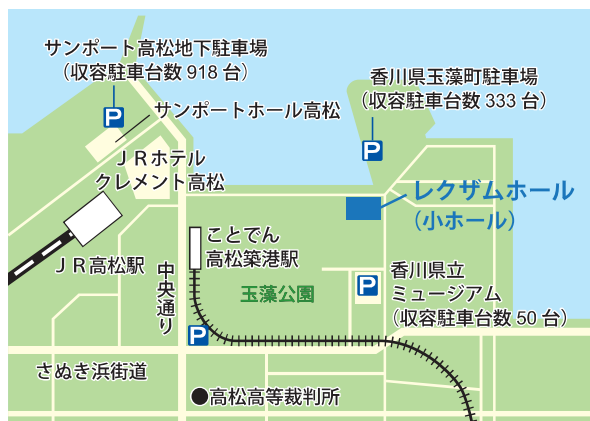 サンポート高松地下駐車場
（収容駐車台数 918 台）
香川県玉藻町駐車場
（収容駐車台数 333 台）
P
サンポートホール高松
P
ＪＲホテル
クレメント高松
レクザムホール
（小ホール）
ことでん
高松築港駅
ＪＲ高松駅
中央通り
玉藻公園
P
香川県立
ミュージアム
（収容駐車台数 50 台）
P
さぬき浜街道
●高松高等裁判所